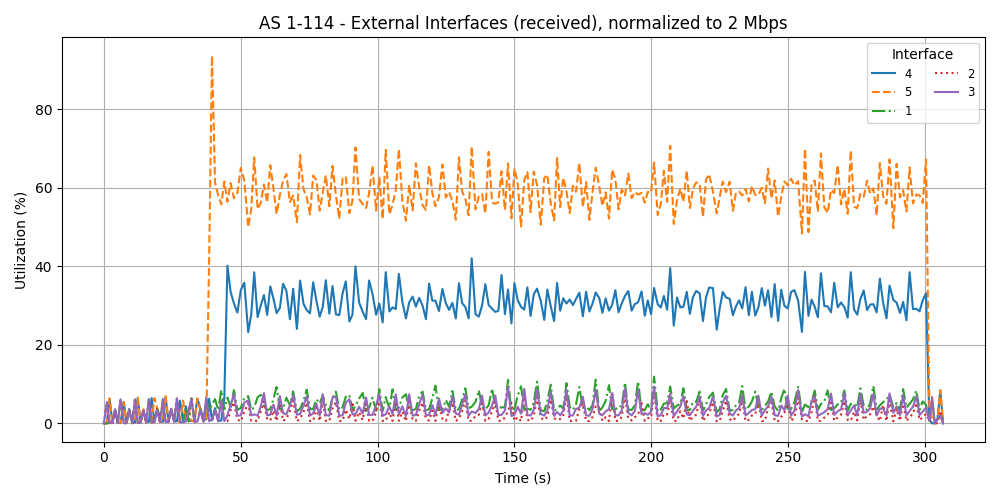 AS 1-114 - External Interfaces (received), normalized to 2 Mbps
Interface
4 2
5 3
1
Utilization (%)
80
60
40
20
0
0 50 100 150 200 250 300
Time (s)